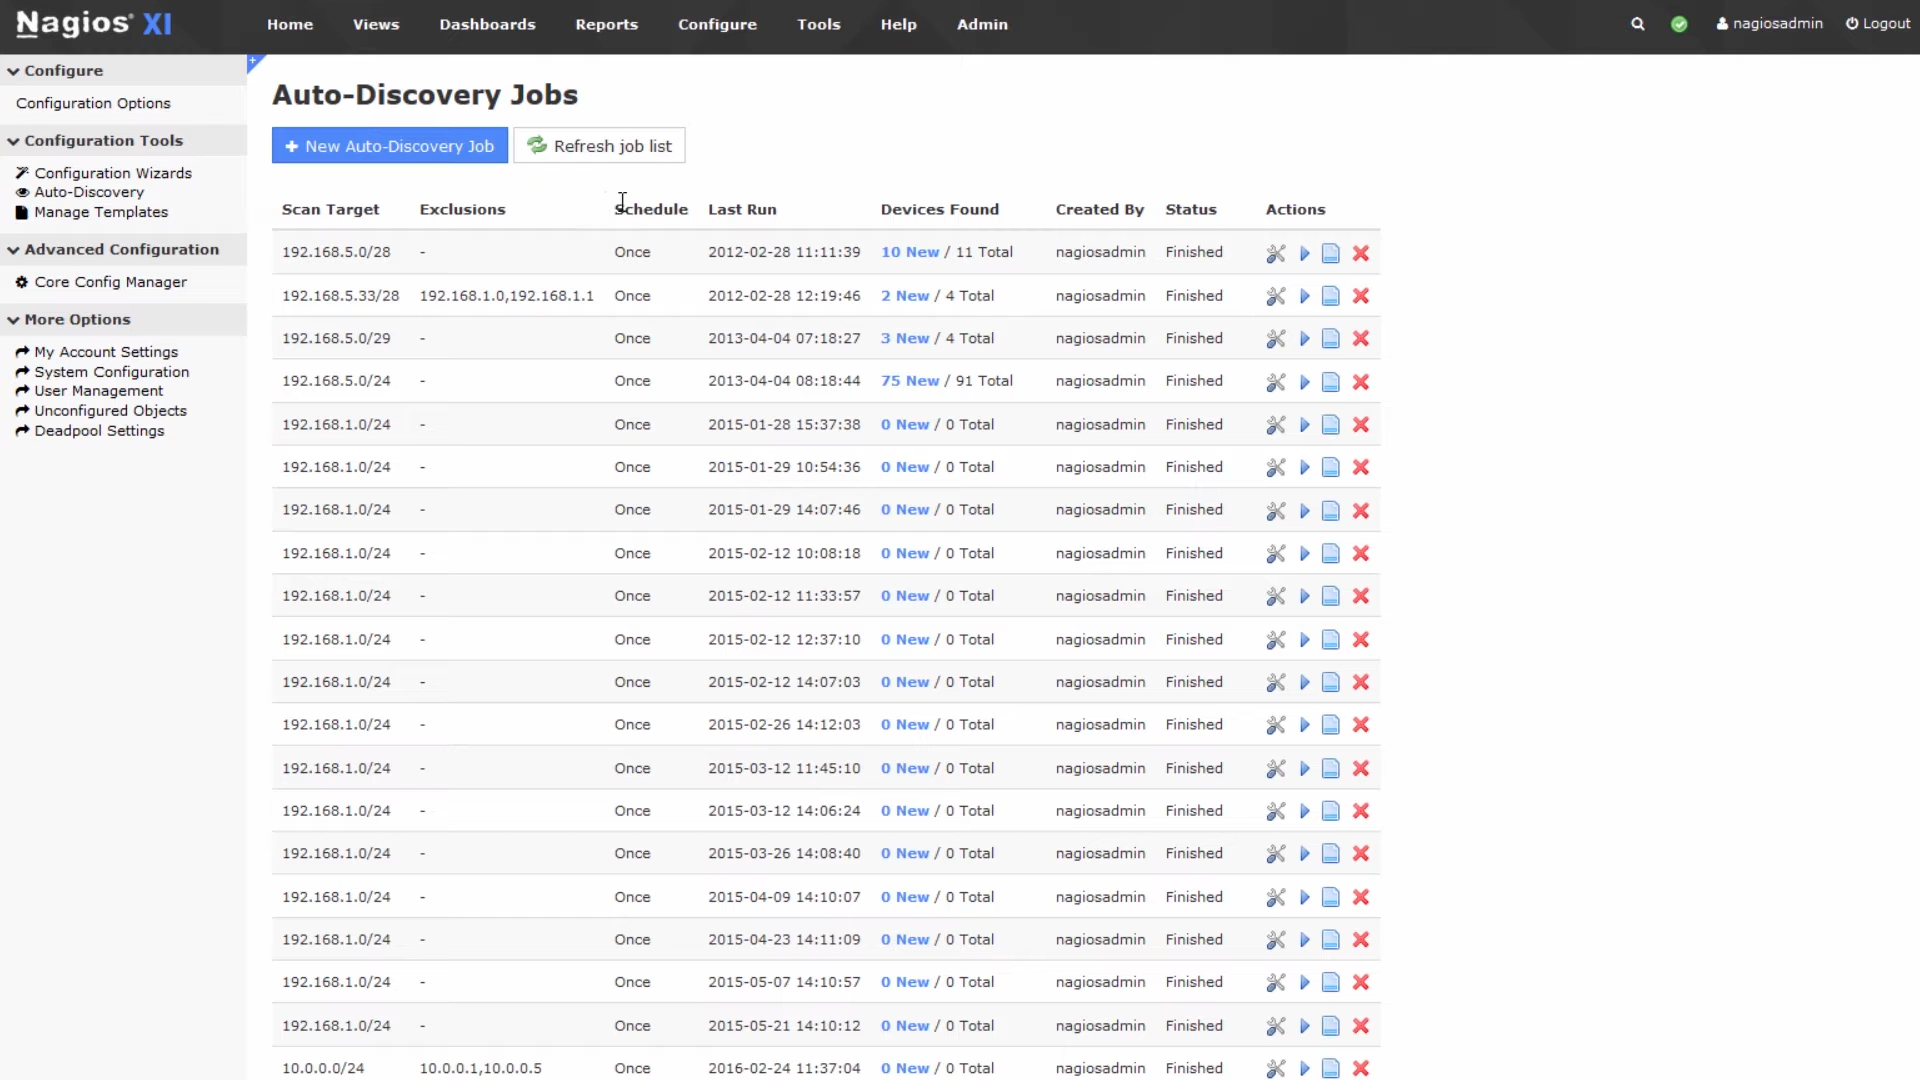 Nagios® XI Home Views Dashboards Reports Configure Tools Help Admin nagiosadmin Logout
Configure
Configuration Options
Configuration Tools
Configuration Wizards
Auto-Discovery
Manage Templates
Advanced Configuration
Core Config Manager
More Options
My Account Settings
System Configuration
User Management
Unconfigured Objects
Deadpool Settings
Auto-Discovery Jobs
+ New Auto-Discovery Job Refresh job list
Scan Target Exclusions Schedule Last Run Devices Found Created By Status Actions
192.168.5.0/28 - Once 2012-02-28 11:11:39 10 New / 11 Total nagiosadmin Finished
192.168.5.33/28 192.168.1.0,192.168.1.1 Once 2012-02-28 12:19:46 2 New / 4 Total nagiosadmin Finished
192.168.5.0/29 - Once 2013-04-04 07:18:27 3 New / 4 Total nagiosadmin Finished
192.168.5.0/24 - Once 2013-04-04 08:18:44 75 New / 91 Total nagiosadmin Finished
192.168.1.0/24 - Once 2015-01-28 15:37:38 0 New / 0 Total nagiosadmin Finished
192.168.1.0/24 - Once 2015-01-29 10:54:36 0 New / 0 Total nagiosadmin Finished
192.168.1.0/24 - Once 2015-01-29 14:07:46 0 New / 0 Total nagiosadmin Finished
192.168.1.0/24 - Once 2015-02-12 10:08:18 0 New / 0 Total nagiosadmin Finished
192.168.1.0/24 - Once 2015-02-12 11:33:57 0 New / 0 Total nagiosadmin Finished
192.168.1.0/24 - Once 2015-02-12 12:37:10 0 New / 0 Total nagiosadmin Finished
192.168.1.0/24 - Once 2015-02-12 14:07:03 0 New / 0 Total nagiosadmin Finished
192.168.1.0/24 - Once 2015-02-26 14:12:03 0 New / 0 Total nagiosadmin Finished
192.168.1.0/24 - Once 2015-03-12 11:45:10 0 New / 0 Total nagiosadmin Finished
192.168.1.0/24 - Once 2015-03-12 14:06:24 0 New / 0 Total nagiosadmin Finished
192.168.1.0/24 - Once 2015-03-26 14:08:40 0 New / 0 Total nagiosadmin Finished
192.168.1.0/24 - Once 2015-04-09 14:10:07 0 New / 0 Total nagiosadmin Finished
192.168.1.0/24 - Once 2015-04-23 14:11:09 0 New / 0 Total nagiosadmin Finished
192.168.1.0/24 - Once 2015-05-07 14:10:57 0 New / 0 Total nagiosadmin Finished
192.168.1.0/24 - Once 2015-05-21 14:10:12 0 New / 0 Total nagiosadmin Finished
10.0.0.0/24 10.0.0.1,10.0.0.5 Once 2016-02-24 11:37:04 0 New / 0 Total nagiosadmin Finished